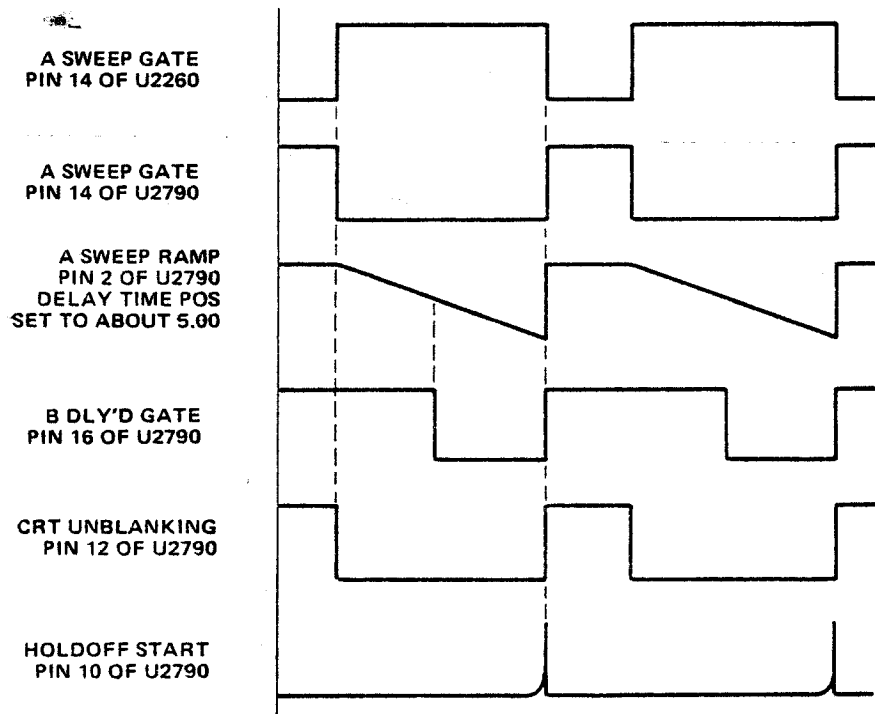 A SWEEP GATE
PIN 14 OF U2260
A SWEEP GATE
PIN 14 OF U2790
A SWEEP RAMP
PIN 2 OF U2790
DELAY TIME POS
SET TO ABOUT 5.00
B DLY'D GATE
PIN 16 OF U2790
CRT UNBLANKING
PIN 12 OF U2790
HOLDOFF START
PIN 10 OF U2790